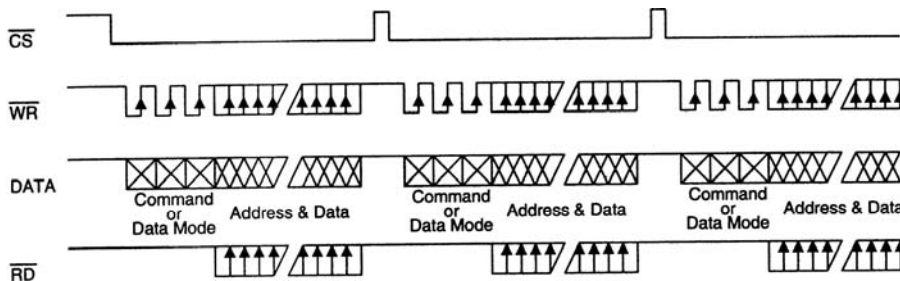 CS
WR
DATA
Command
or
Data Mode
Address & Data
Command
or
Data Mode
Address & Data
Command
or
Data Mode
Address & Data
RD